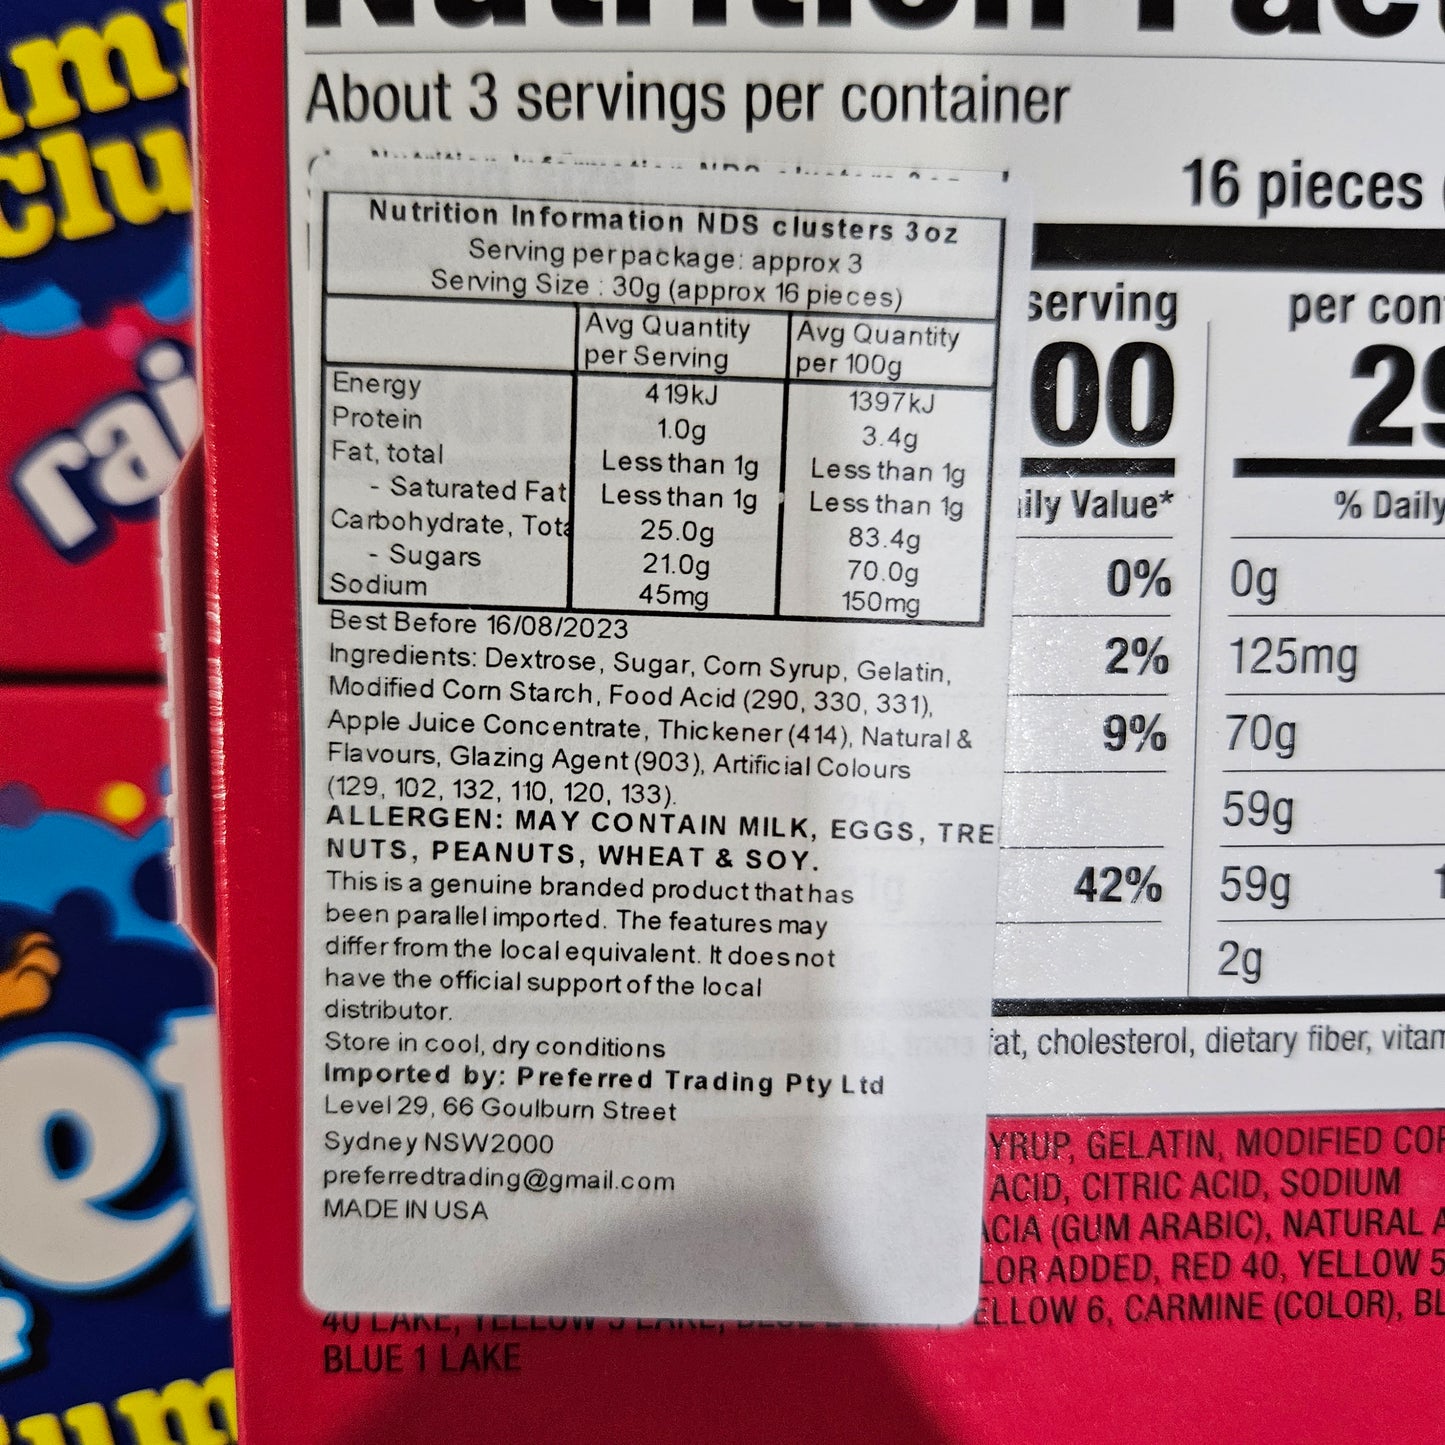 Nutrition Fac
About 3 servings per container
16 pieces
Nutrition Information NDS clusters 3oz
Serving per package: approx 3
Serving Size : 30g (approx 16 pieces)
Avg Quantity per Serving Avg Quantity per 100g
Energy 419kJ 1397kJ
Protein 1.0g 3.4g
Fat, total Less than 1g Less than 1g
- Saturated Fat Less than 1g Less than 1g
Carbohydrate, Tota 25.0g 83.4g
- Sugars 21.0g 70.0g
Sodium 45mg 150mg
Best Before 16/08/2023
Ingredients: Dextrose, Sugar, Corn Syrup, Gelatin,
Modified Corn Starch, Food Acid (290, 330, 331),
Apple Juice Concentrate, Thickener (414), Natural &
Flavours, Glazing Agent (903), Artificial Colours
(129, 102, 132, 110, 120, 133).
ALLERGEN: MAY CONTAIN MILK, EGGS, TRE
NUTS, PEANUTS, WHEAT & SOY.
This is a genuine branded product that has
been parallel imported. The features may
differ from the local equivalent. It does not
have the official support of the local
distributor.
Store in cool, dry conditions
Imported by: Preferred Trading Pty Ltd
Level 29, 66 Goulburn Street
Sydney NSW2000
preferredtrading@gmail.com
MADE IN USA
serving per con
00 29
ily Value* % Daily
0% 0g
2% 125mg
9% 70g
59g
42% 59g 1
2g
fat, cholesterol, dietary fiber, vitam
YRUP, GELATIN, MODIFIED COR
ACID, CITRIC ACID, SODIUM
ACIA (GUM ARABIC), NATURAL A
LOR ADDED, RED 40, YELLOW 5
ELLOW 6, CARMINE (COLOR), BL
40 LAKE, YELLOW 5 LAKE,
BLUE 1 LAKE
clu
rai
um